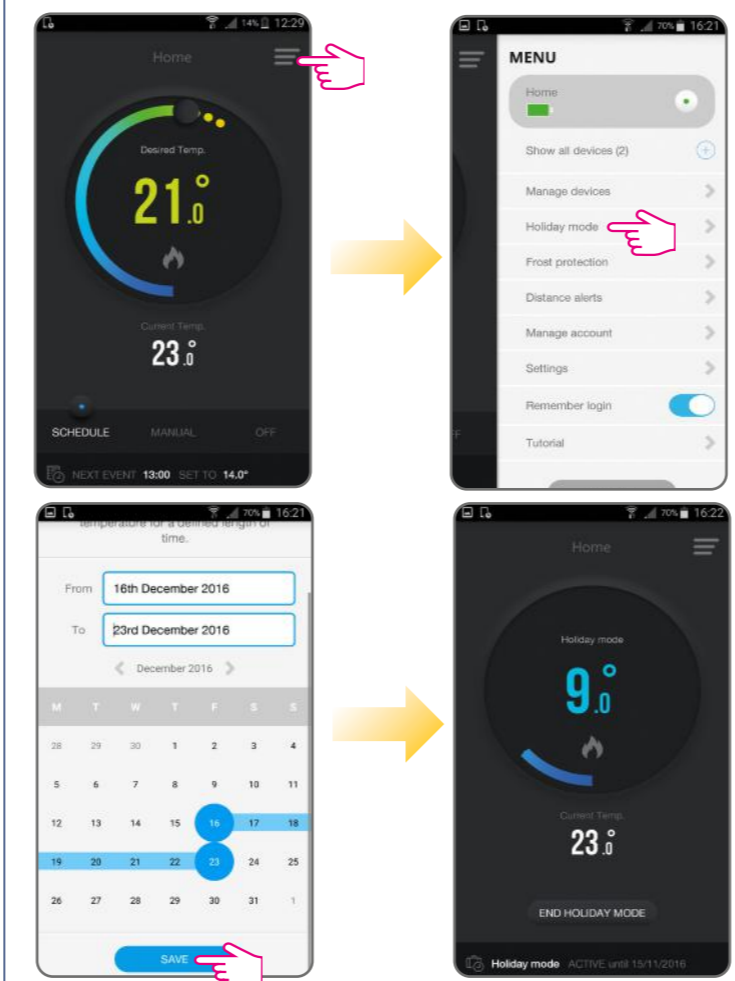 14% 12:29
Home
Desired Temp.
21.0°
Current Temp.
23.0°
SCHEDULE MANUAL OFF
NEXT EVENT 13:00 SET TO 14.0°
70% 16:21
MENU
Home
Show all devices (2)
Manage devices
Holiday mode
Frost protection
Distance alerts
Manage account
Settings
Remember login
Tutorial
70% 16:21
temperature for a defined length of
time.
From 16th December 2016
To 23rd December 2016
December 2016
M T W T F S S
28 29 30 1 2 3 4
5 6 7 8 9 10 11
12 13 14 15 16 17 18
19 20 21 22 23 24 25
26 27 28 29 30 31 1
SAVE
70% 16:22
Home
Holiday mode
9.0°
Current Temp.
23.0°
END HOLIDAY MODE
Holiday mode ACTIVE until 15/11/2016